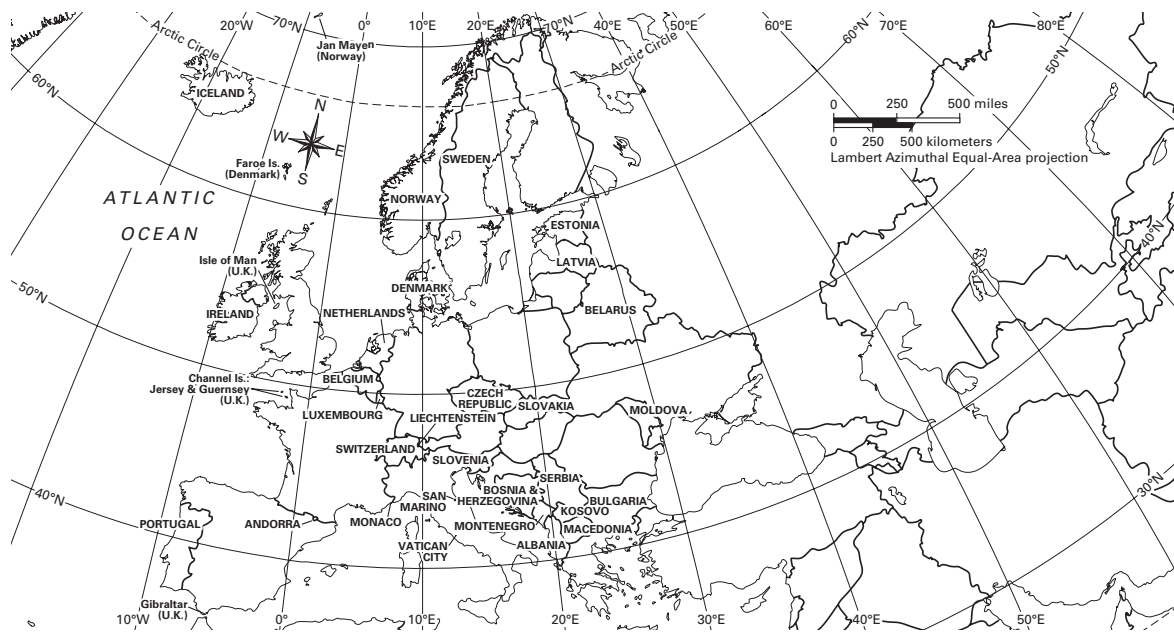 20W
70°N
0°
10°E
20°E
70°N
40°E
50°E
60°N
70°E
80°E
Arctic Circle
Jan Mayen
(Norway)
Arctic Circle
50°N
60°N
ICELAND
N
W
E
S
0 250 500 miles
0 250 500 kilometers
Lambert Azimuthal Equal-Area projection
Faroe Is.
(Denmark)
SWEDEN
ATLANTIC
OCEAN
NORWAY
ESTONIA
40°N
Isle of Man
(U.K.)
LATVIA
50°N
DENMARK
IRELAND
NETHERLANDS
BELARUS
Channel Is.:
Jersey & Guernsey
(U.K.)
BELGIUM
CZECH
REPUBLIC
SLOVAKIA
LUXEMBOURG
LIECHTENSTEIN
MOLDOVA
SWITZERLAND
SLOVENIA
SERBIA
30°N
40°N
SAN
MARINO
BOSNIA &
HERZEGOVINA
BULGARIA
KOSOVO
PORTUGAL
ANDORRA
MONACO
MONTENEGRO
MACEDONIA
VATICAN
CITY
ALBANIA
Gibraltar
(U.K.)
10°W
0°
10°E
20°E
30°E
40°E
50°E